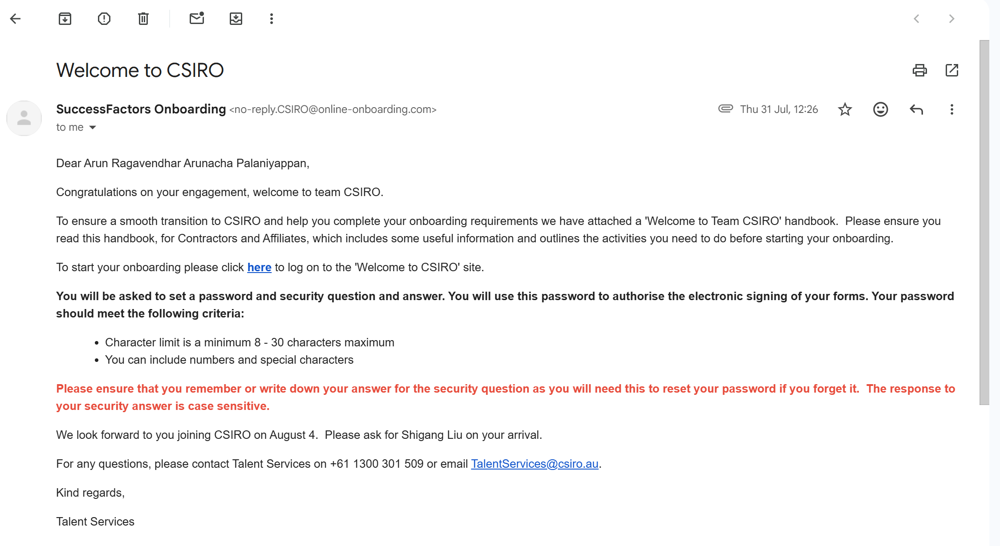 Welcome to CSIRO
SuccessFactors Onboarding <no-reply.CSIRO@online-onboarding.com>
Thu 31 Jul, 12:26
to me
Dear Arun Ragavendhar Arunacha Palaniyappan,
Congratulations on your engagement, welcome to team CSIRO.
To ensure a smooth transition to CSIRO and help you complete your onboarding requirements we have attached a 'Welcome to Team CSIRO' handbook.  Please ensure you
read this handbook, for Contractors and Affiliates, which includes some useful information and outlines the activities you need to do before starting your onboarding.
To start your onboarding please click here to log on to the 'Welcome to CSIRO' site.
You will be asked to set a password and security question and answer. You will use this password to authorise the electronic signing of your forms. Your password
should meet the following criteria:
• Character limit is a minimum 8 - 30 characters maximum
• You can include numbers and special characters
Please ensure that you remember or write down your answer for the security question as you will need this to reset your password if you forget it.  The response to
your security answer is case sensitive.
We look forward to you joining CSIRO on August 4.  Please ask for Shigang Liu on your arrival.
For any questions, please contact Talent Services on +61 1300 301 509 or email TalentServices@csiro.au.
Kind regards,
Talent Services